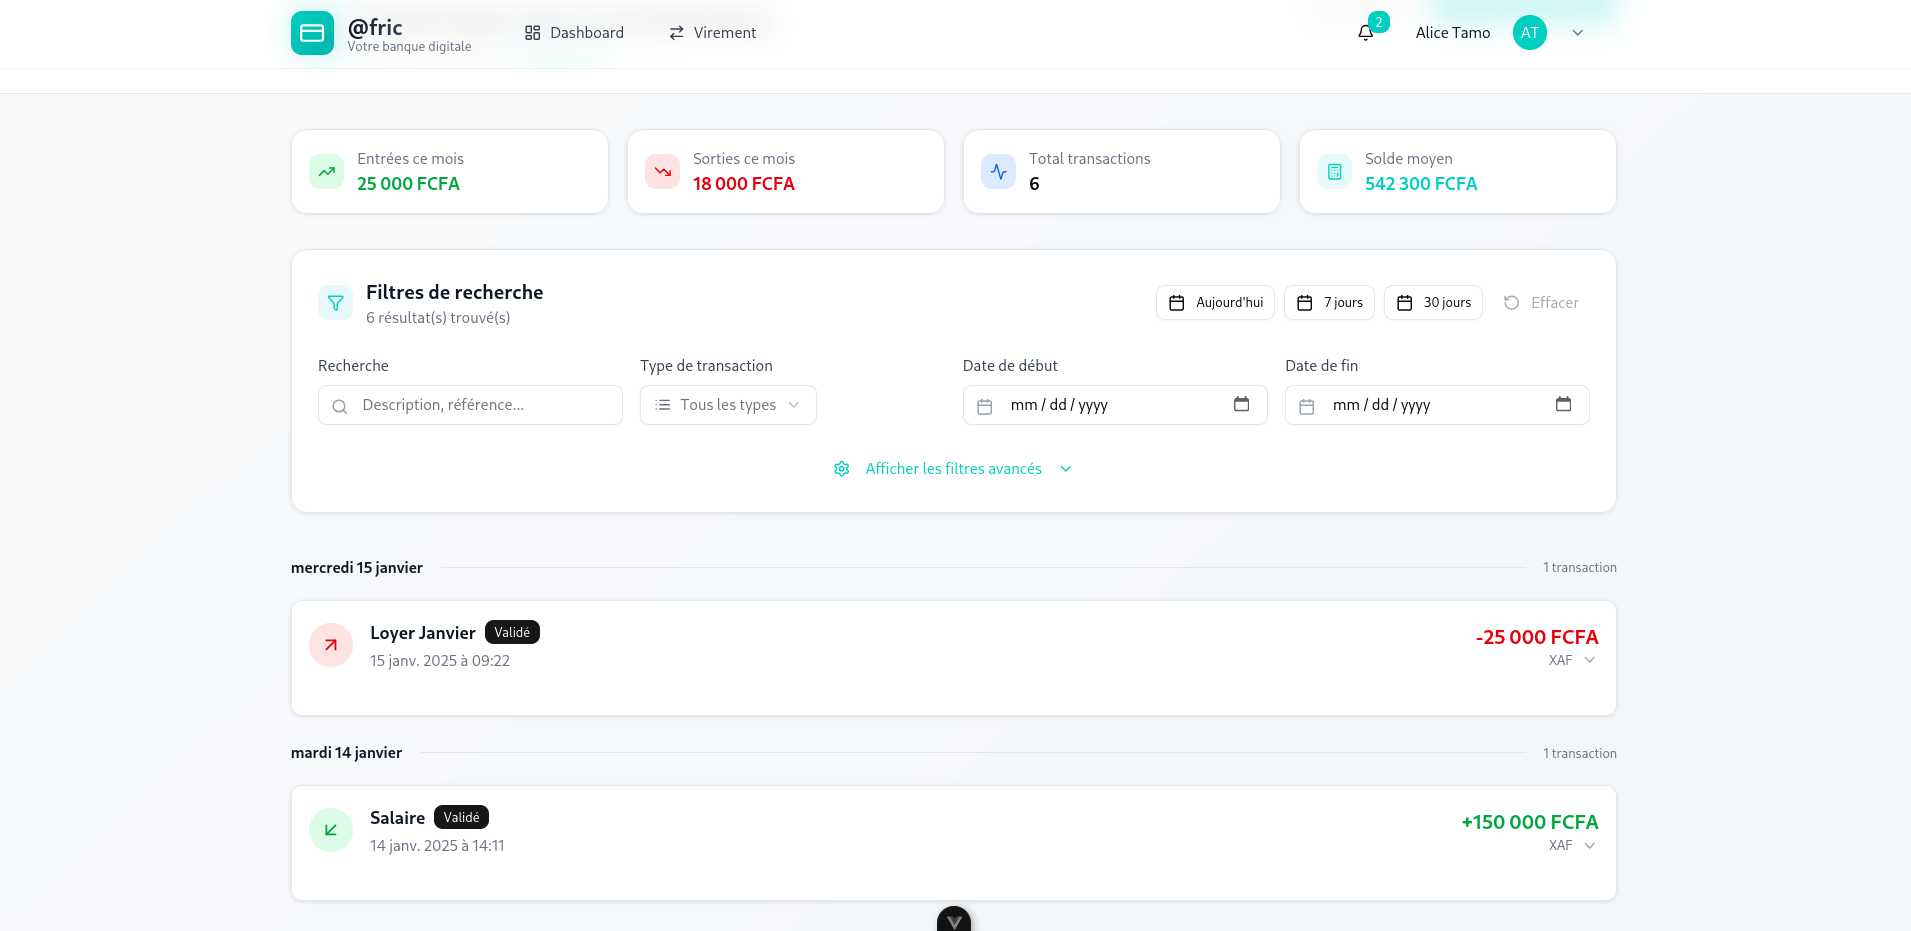 @fric
Votre banque digitale
Dashboard
Virement
2
Alice Tamo
AT
Entrées ce mois
25 000 FCFA
Sorties ce mois
18 000 FCFA
Total transactions
6
Solde moyen
542 300 FCFA
Filtres de recherche
6 résultat(s) trouvé(s)
Aujourd'hui
7 jours
30 jours
Effacer
Recherche
Description, référence...
Type de transaction
Tous les types
Date de début
mm / dd / yyyy
Date de fin
mm / dd / yyyy
Afficher les filtres avancés
mercredi 15 janvier
1 transaction
Loyer Janvier
Validé
15 janv. 2025 à 09:22
-25 000 FCFA
XAF
mardi 14 janvier
1 transaction
Salaire
Validé
14 janv. 2025 à 14:11
+150 000 FCFA
XAF